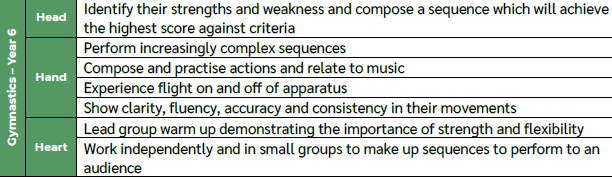 Gymnastics – Year 6
Head
Identify their strengths and weakness and compose a sequence which will achieve
the highest score against criteria
Hand
Perform increasingly complex sequences
Compose and practise actions and relate to music
Experience flight on and off of apparatus
Show clarity, fluency, accuracy and consistency in their movements
Heart
Lead group warm up demonstrating the importance of strength and flexibility
Work independently and in small groups to make up sequences to perform to an
audience